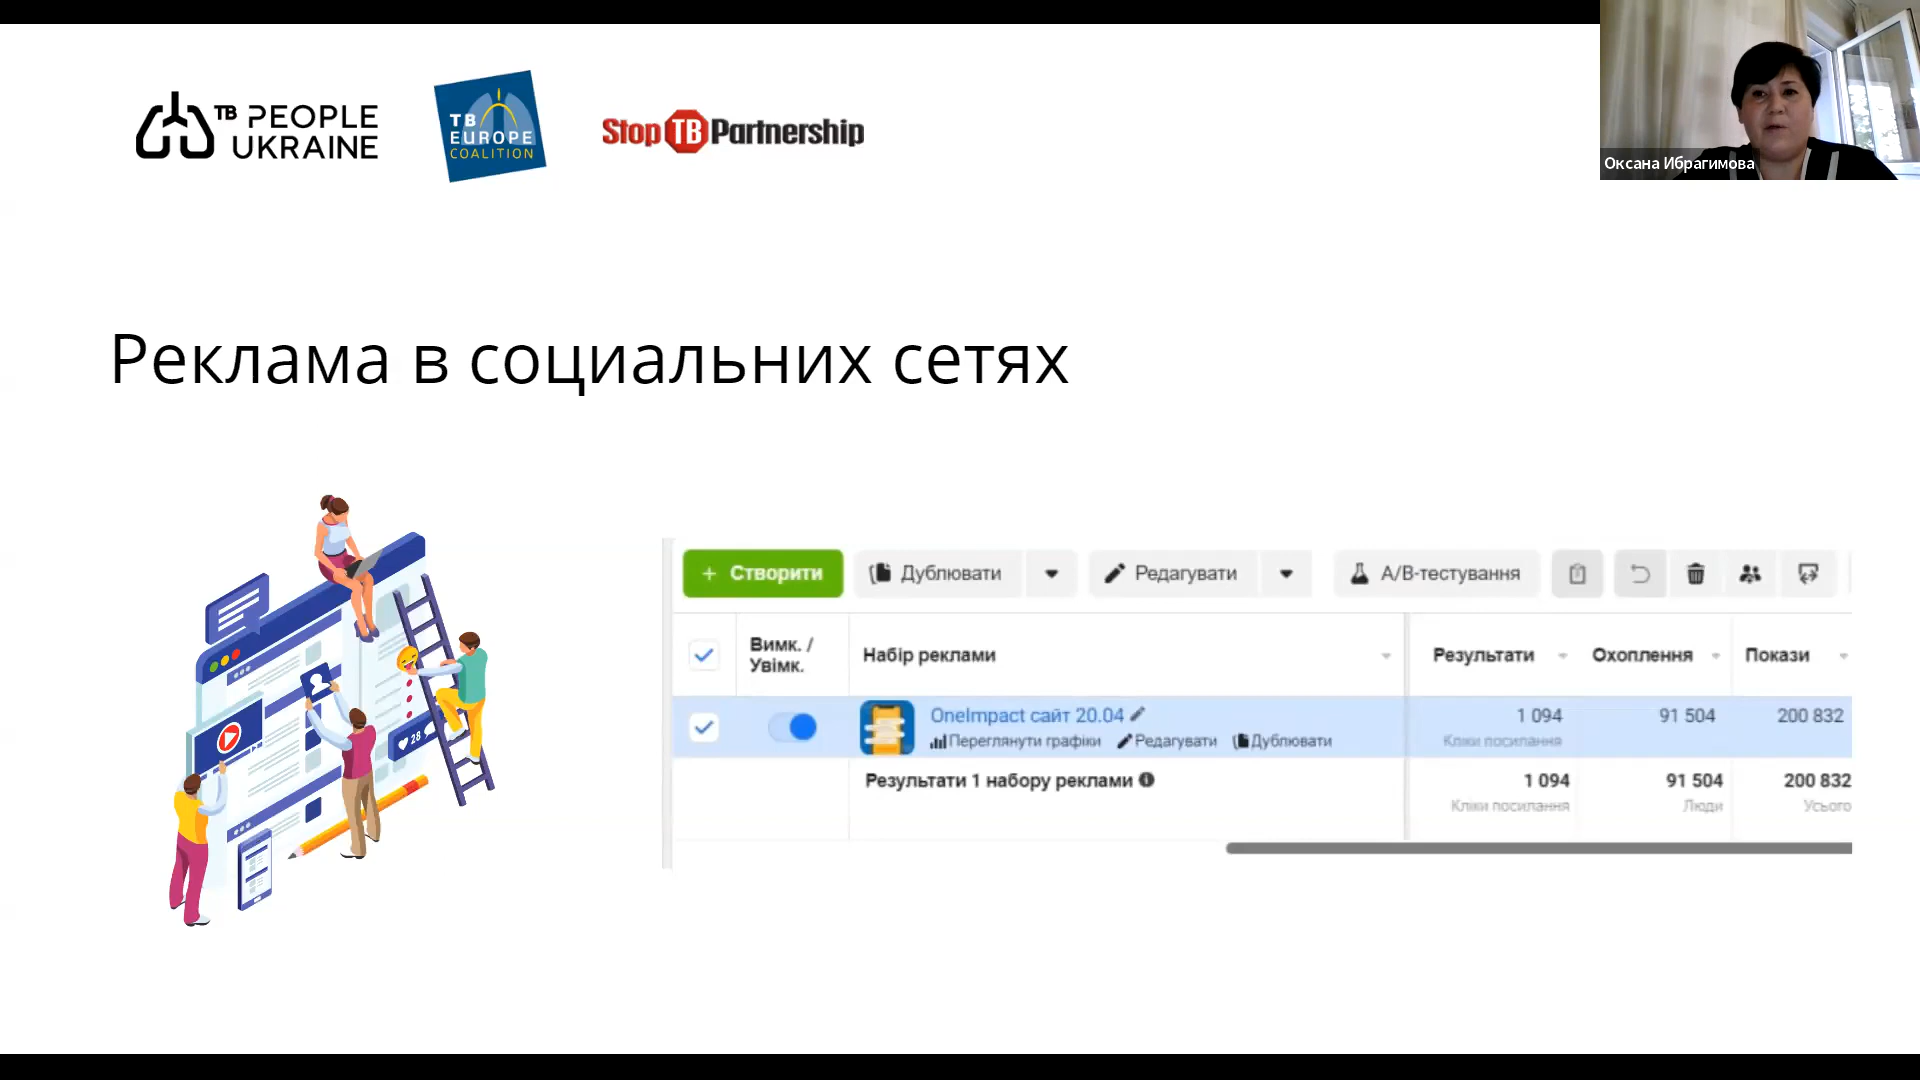 TB PEOPLE
UKRAINE
TB
EUROPE
COALITION
Stop TB Partnership
Оксана Ибрагимова
Реклама в социальних сетях
28
+ Створити
Дублювати
Редагувати
A/B-тестування
Вимк. /
Увімк.
Набір реклами
Результати
Охоплення
Покази
OneImpact сайт 20.04
1 094
91 504
200 832
Переглянути графіки
Редагувати
Дублювати
Кліки посилання
Результати 1 набору реклами
1 094
91 504
200 832
Кліки посилання
Люди
Усього